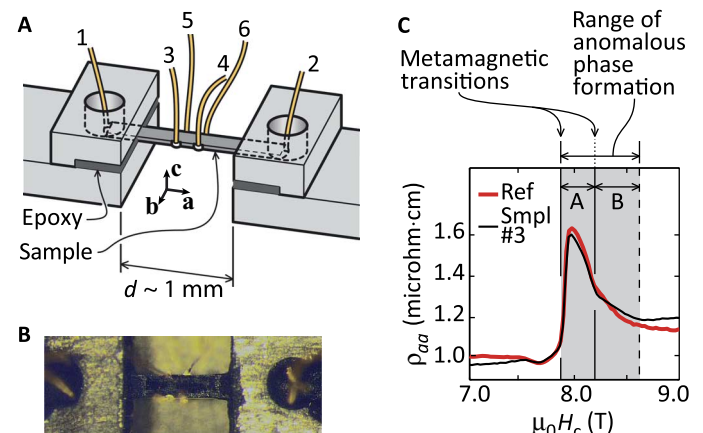 A
5
6
1
3
4
2
c
b
a
Epoxy
Sample
d ~ 1 mm
B
C
Range of
anomalous
phase
formation
Metamagnetic
transitions
Ref
Smpl
#3
A
B
1.6
1.4
1.2
1.0
ρaa (microhm·cm)
7.0
8.0
9.0
μ0Hc (T)